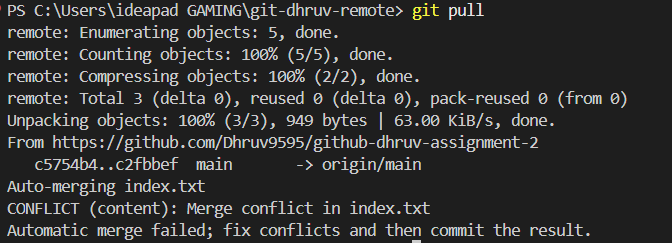 PS C:\Users\ideapad GAMING\git-dhruv-remote> git pull
remote: Enumerating objects: 5, done.
remote: Counting objects: 100% (5/5), done.
remote: Compressing objects: 100% (2/2), done.
remote: Total 3 (delta 0), reused 0 (delta 0), pack-reused 0 (from 0)
Unpacking objects: 100% (3/3), 949 bytes | 63.00 KiB/s, done.
From https://github.com/Dhruv9595/github-dhruv-assignment-2
   c5754b4..c2fbbef  main       -> origin/main
Auto-merging index.txt
CONFLICT (content): Merge conflict in index.txt
Automatic merge failed; fix conflicts and then commit the result.